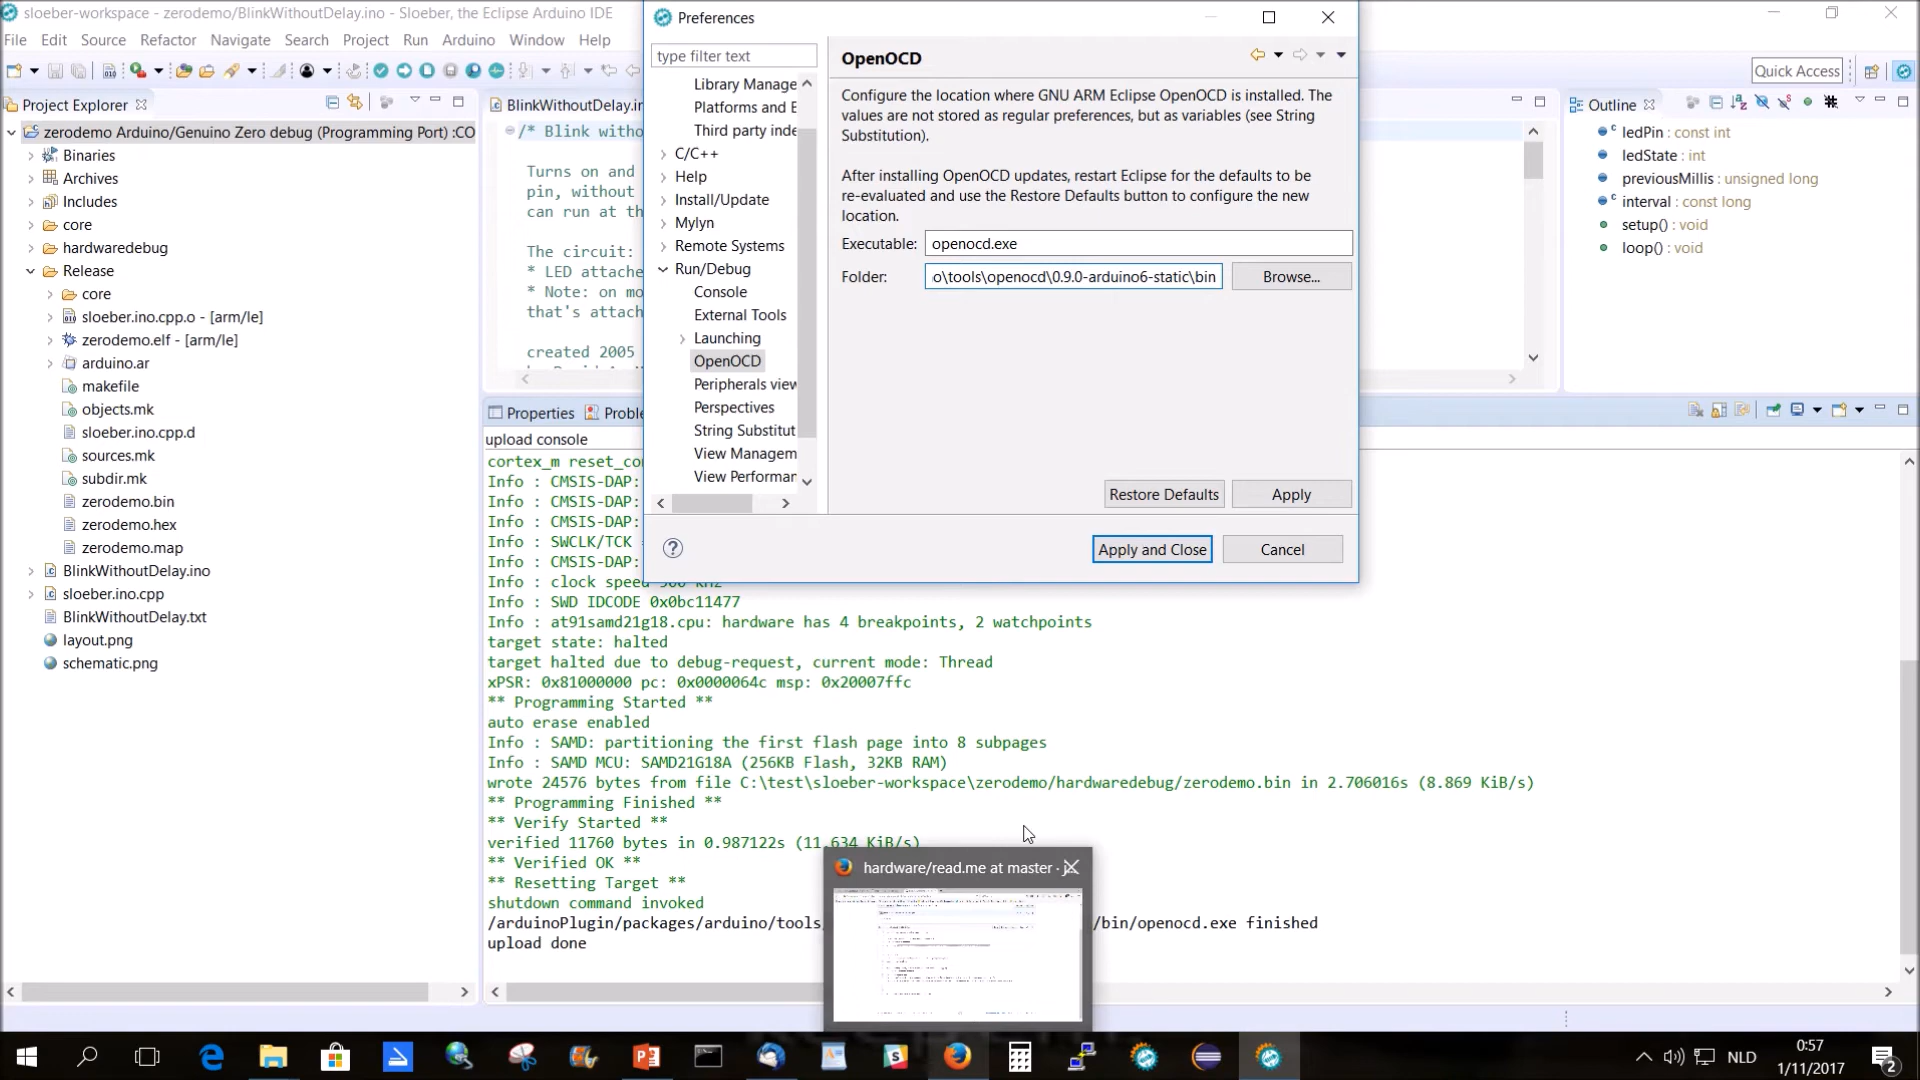 sloeber-workspace - zerodemo/BlinkWithoutDelay.ino - Sloeber, the Eclipse Arduino IDE
File Edit Source Refactor Navigate Search Project Run Arduino Window Help
Quick Access
Project Explorer
zerodemo Arduino/Genuino Zero debug (Programming Port) :CO
Binaries
Archives
Includes
core
hardwaredebug
Release
core
sloeber.ino.cpp.o - [arm/le]
zerodemo.elf - [arm/le]
arduino.ar
makefile
objects.mk
sloeber.ino.cpp.d
sources.mk
subdir.mk
zerodemo.bin
zerodemo.hex
zerodemo.map
BlinkWithoutDelay.ino
sloeber.ino.cpp
BlinkWithoutDelay.txt
layout.png
schematic.png
BlinkWithoutDelay.in
/* Blink witho
Turns on and
pin, without
can run at th
The circuit:
* LED attache
* Note: on mo
that's attach
created 2005
Preferences
type filter text
Library Manage
Platforms and E
Third party inde
C/C++
Help
Install/Update
Mylyn
Remote Systems
Run/Debug
Console
External Tools
Launching
OpenOCD
Peripherals view
Perspectives
String Substitut
View Managem
View Performan
OpenOCD
Configure the location where GNU ARM Eclipse OpenOCD is installed. The
values are not stored as regular preferences, but as variables (see String
Substitution).
After installing OpenOCD updates, restart Eclipse for the defaults to be
re-evaluated and use the Restore Defaults button to configure the new
location.
Executable: openocd.exe
Folder: o\tools\openocd\0.9.0-arduino6-static\bin Browse...
Restore Defaults Apply
Apply and Close Cancel
Outline
ledPin : const int
ledState : int
previousMillis : unsigned long
interval : const long
setup() : void
loop() : void
Properties Proble
upload console
cortex_m reset_con
Info : CMSIS-DAP:
Info : CMSIS-DAP:
Info : CMSIS-DAP:
Info : SWCLK/TCK
Info : CMSIS-DAP:
Info : clock speed 500 kHz
Info : SWD IDCODE 0x0bc11477
Info : at91samd21g18.cpu: hardware has 4 breakpoints, 2 watchpoints
target state: halted
target halted due to debug-request, current mode: Thread
xPSR: 0x81000000 pc: 0x0000064c msp: 0x20007ffc
** Programming Started **
auto erase enabled
Info : SAMD: partitioning the first flash page into 8 subpages
Info : SAMD MCU: SAMD21G18A (256KB Flash, 32KB RAM)
wrote 24576 bytes from file C:\test\sloeber-workspace\zerodemo/hardwaredebug/zerodemo.bin in 2.706016s (8.869 KiB/s)
** Programming Finished **
** Verify Started **
verified 11760 bytes in 0.987122s (11.634 KiB/s)
** Verified OK **
** Resetting Target **
shutdown command invoked
/arduinoPlugin/packages/arduino/tools/ /bin/openocd.exe finished
upload done
hardware/read.me at master -
NLD
0:57
1/11/2017
2